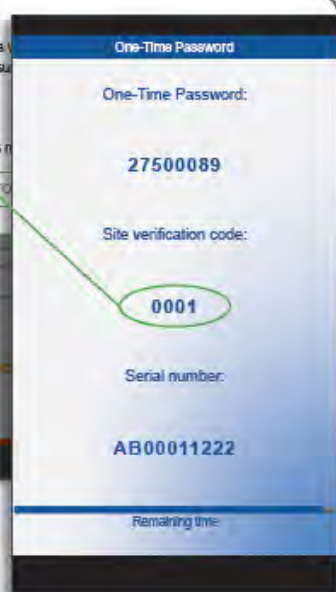 One-Time Password
One-Time Password:
27500089
Site verification code:
0001
Serial number:
AB00011222
Remaining time